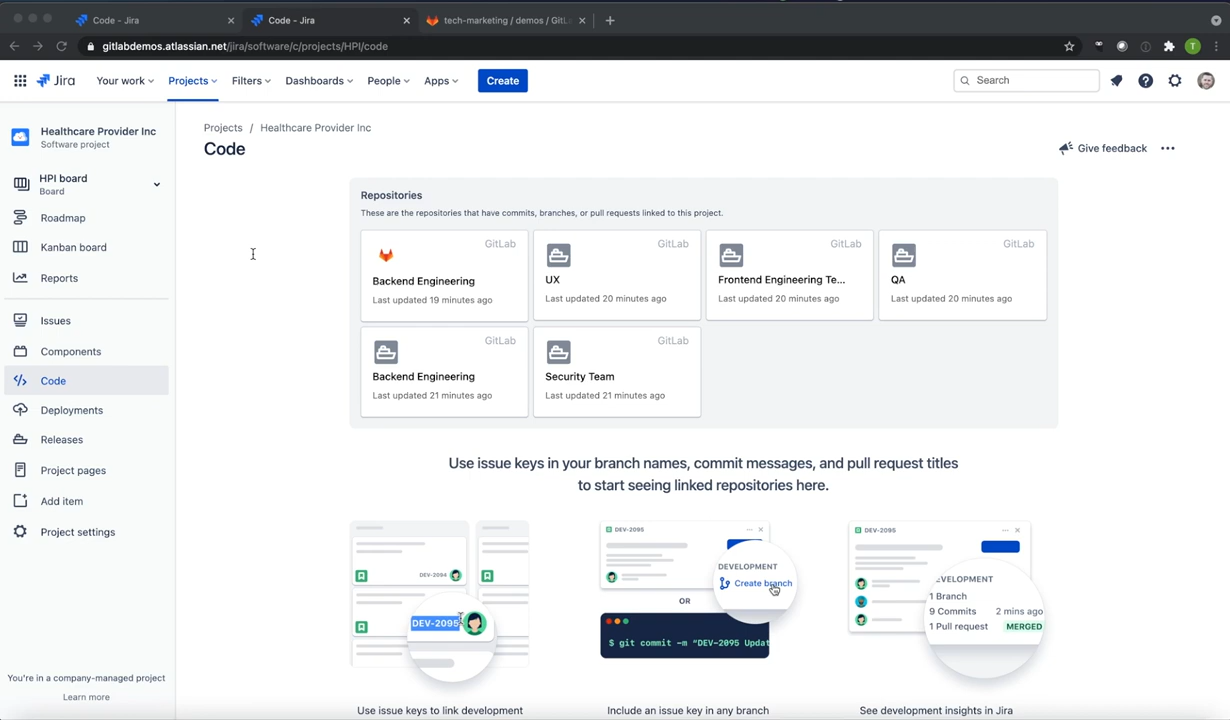 Code - Jira
Code - Jira
tech-marketing / demos / GitLa
gitlabdemos.atlassian.net/jira/software/c/projects/HPI/code
T
Jira
Your work
Projects
Filters
Dashboards
People
Apps
Create
Search
Healthcare Provider Inc
Software project
HPI board
Board
Roadmap
Kanban board
Reports
Issues
Components
Code
Deployments
Releases
Project pages
Add item
Project settings
You're in a company-managed project
Learn more
Projects / Healthcare Provider Inc
Code
Give feedback
Repositories
These are the repositories that have commits, branches, or pull requests linked to this project.
GitLab
Backend Engineering
Last updated 19 minutes ago
GitLab
UX
Last updated 20 minutes ago
GitLab
Frontend Engineering Te...
Last updated 20 minutes ago
GitLab
QA
Last updated 20 minutes ago
GitLab
Backend Engineering
Last updated 21 minutes ago
GitLab
Security Team
Last updated 21 minutes ago
Use issue keys in your branch names, commit messages, and pull request titles
to start seeing linked repositories here.
DEV-2094
DEV-2095
DEV-2095
DEVELOPMENT
Create branch
OR
$ git commit -m "DEV-2095 Updat
DEV-2095
EVELOPMENT
1 Branch
9 Commits 2 mins ago
1 Pull request MERGED
Use issue keys to link development
Include an issue key in any branch
See development insights in Jira